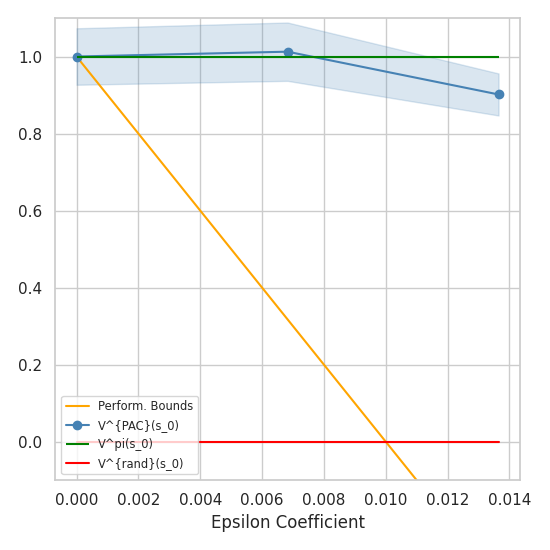 1.0
0.8
0.6
0.4
0.2
0.0
Perform. Bounds
V^{PAC}(s_0)
V^pi(s_0)
V^{rand}(s_0)
0.000 0.002 0.004 0.006 0.008 0.010 0.012 0.014
Epsilon Coefficient